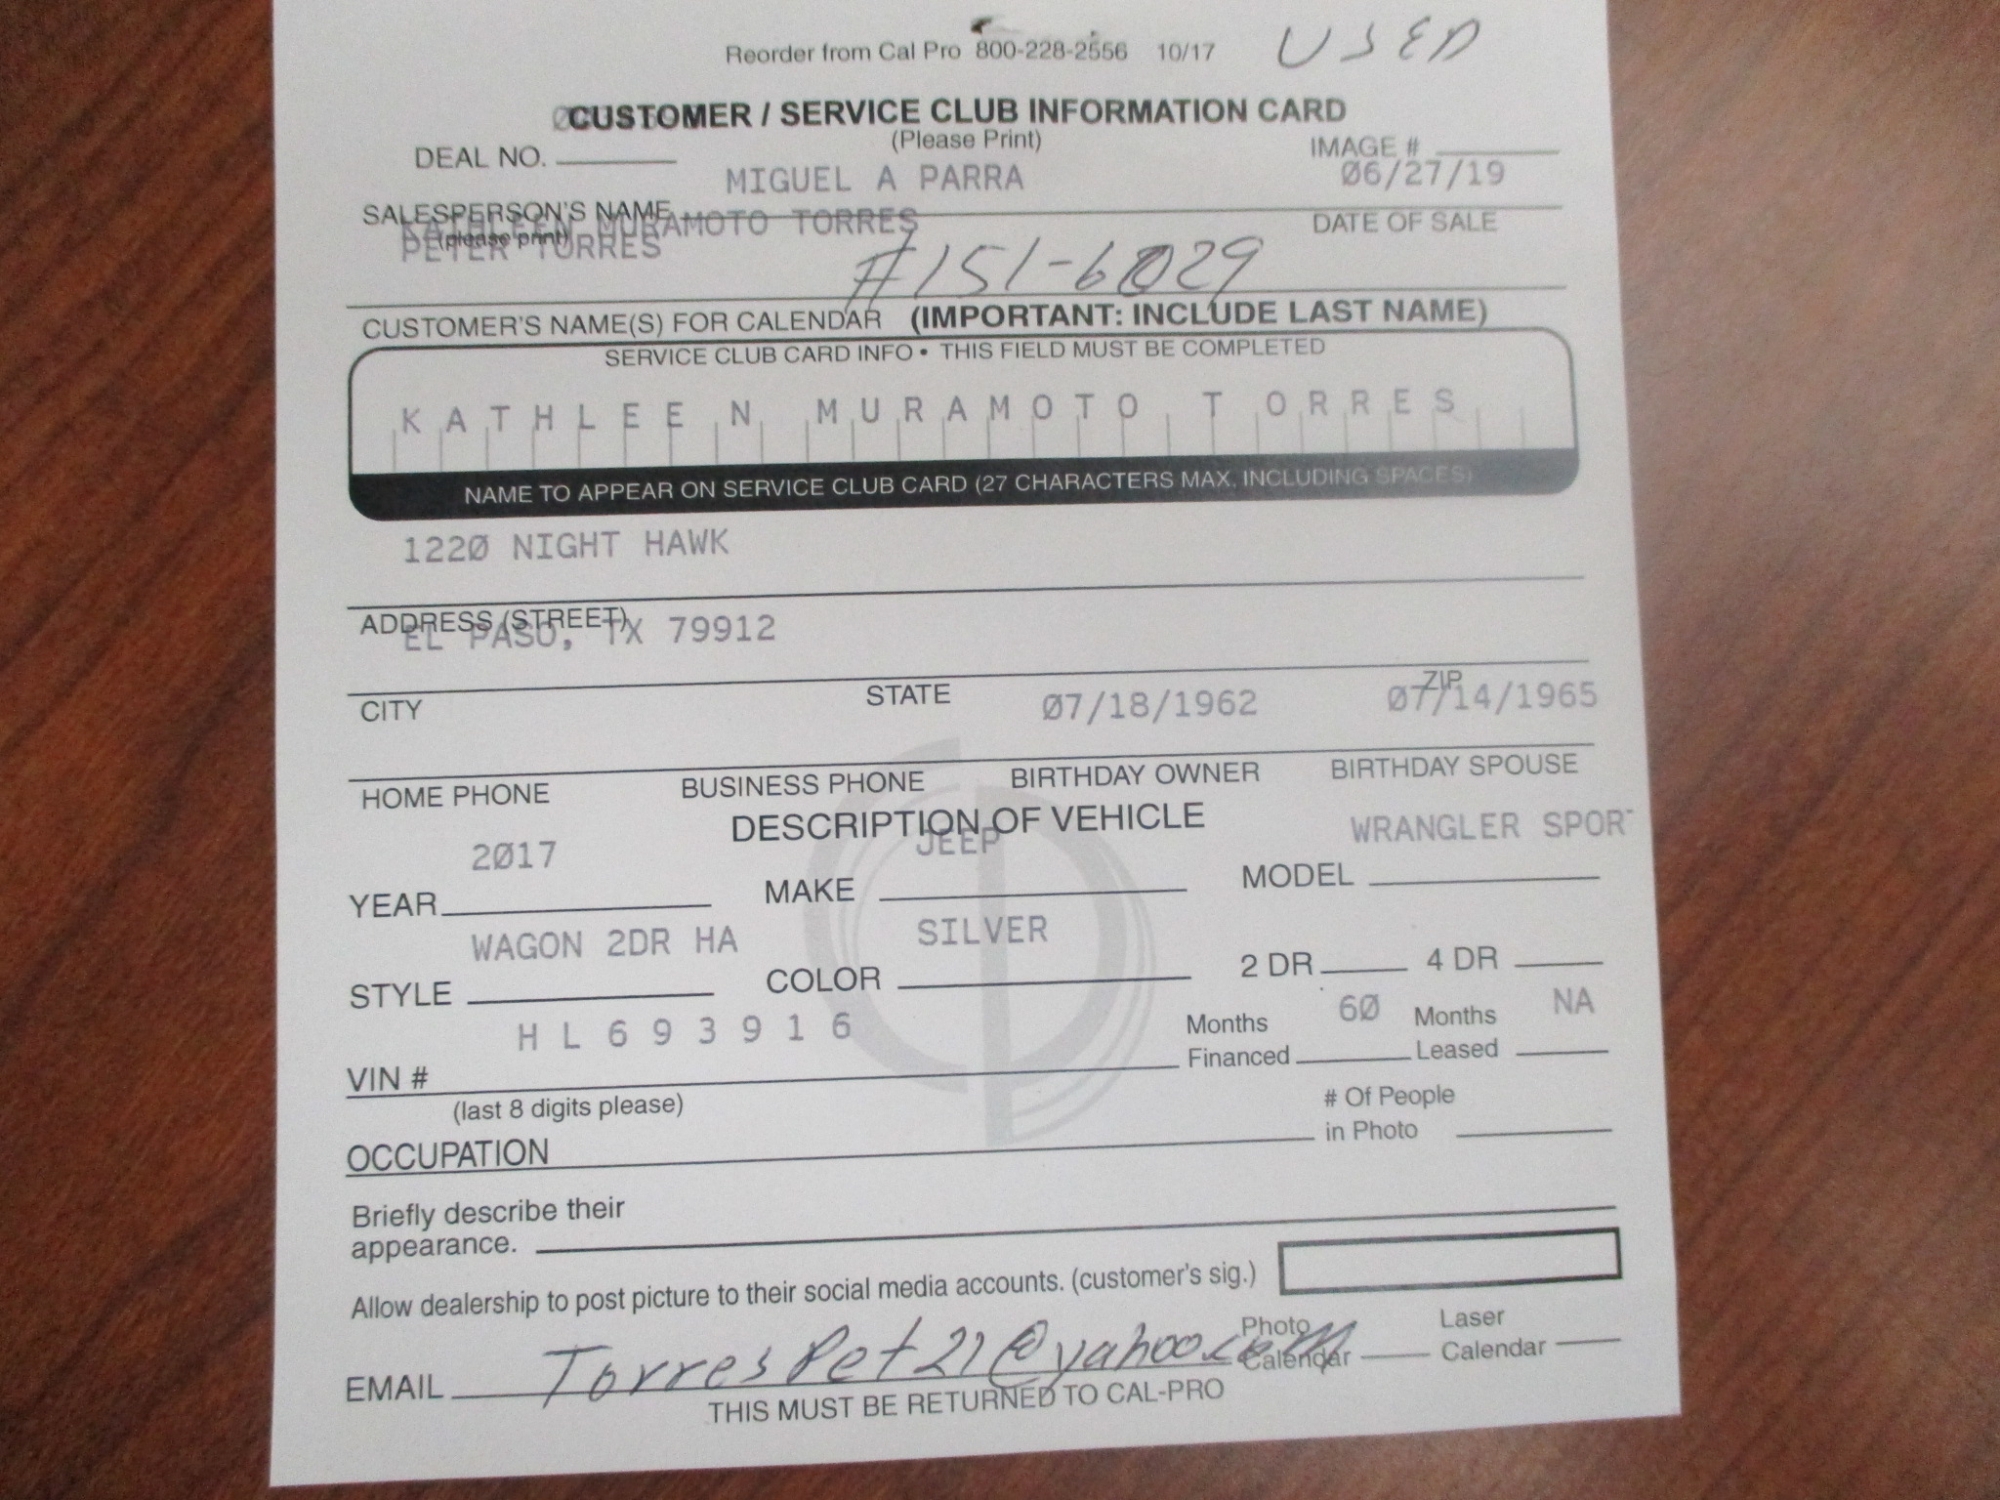 Reorder from Cal Pro 800-228-2556 10/17 USED
CUSTOMER / SERVICE CLUB INFORMATION CARD
(Please Print)
DEAL NO. IMAGE #
MIGUEL A PARRA 06/27/19
SALESPERSON'S NAME DATE OF SALE
(please print)
KATHLEEN MURAMOTO TORRES
PETER TORRES
#151-6029
CUSTOMER'S NAME(S) FOR CALENDAR (IMPORTANT: INCLUDE LAST NAME)
SERVICE CLUB CARD INFO • THIS FIELD MUST BE COMPLETED
KATHLEEN MURAMOTO TORRES
NAME TO APPEAR ON SERVICE CLUB CARD (27 CHARACTERS MAX. INCLUDING SPACES)
1220 NIGHT HAWK
ADDRESS (STREET)
EL PASO, TX 79912
CITY STATE ZIP
07/18/1962 07/14/1965
HOME PHONE BUSINESS PHONE BIRTHDAY OWNER BIRTHDAY SPOUSE
DESCRIPTION OF VEHICLE
2017 JEEP WRANGLER SPOR
YEAR MAKE MODEL
WAGON 2DR HA SILVER
STYLE COLOR 2 DR 4 DR
HL693916 60 NA
VIN # Months Financed Months Leased
(last 8 digits please)
# Of People in Photo
OCCUPATION
Briefly describe their
appearance.
Allow dealership to post picture to their social media accounts. (customer's sig.)
Photo Calendar Laser Calendar
EMAIL TorresPet21@yahoo.com
THIS MUST BE RETURNED TO CAL-PRO